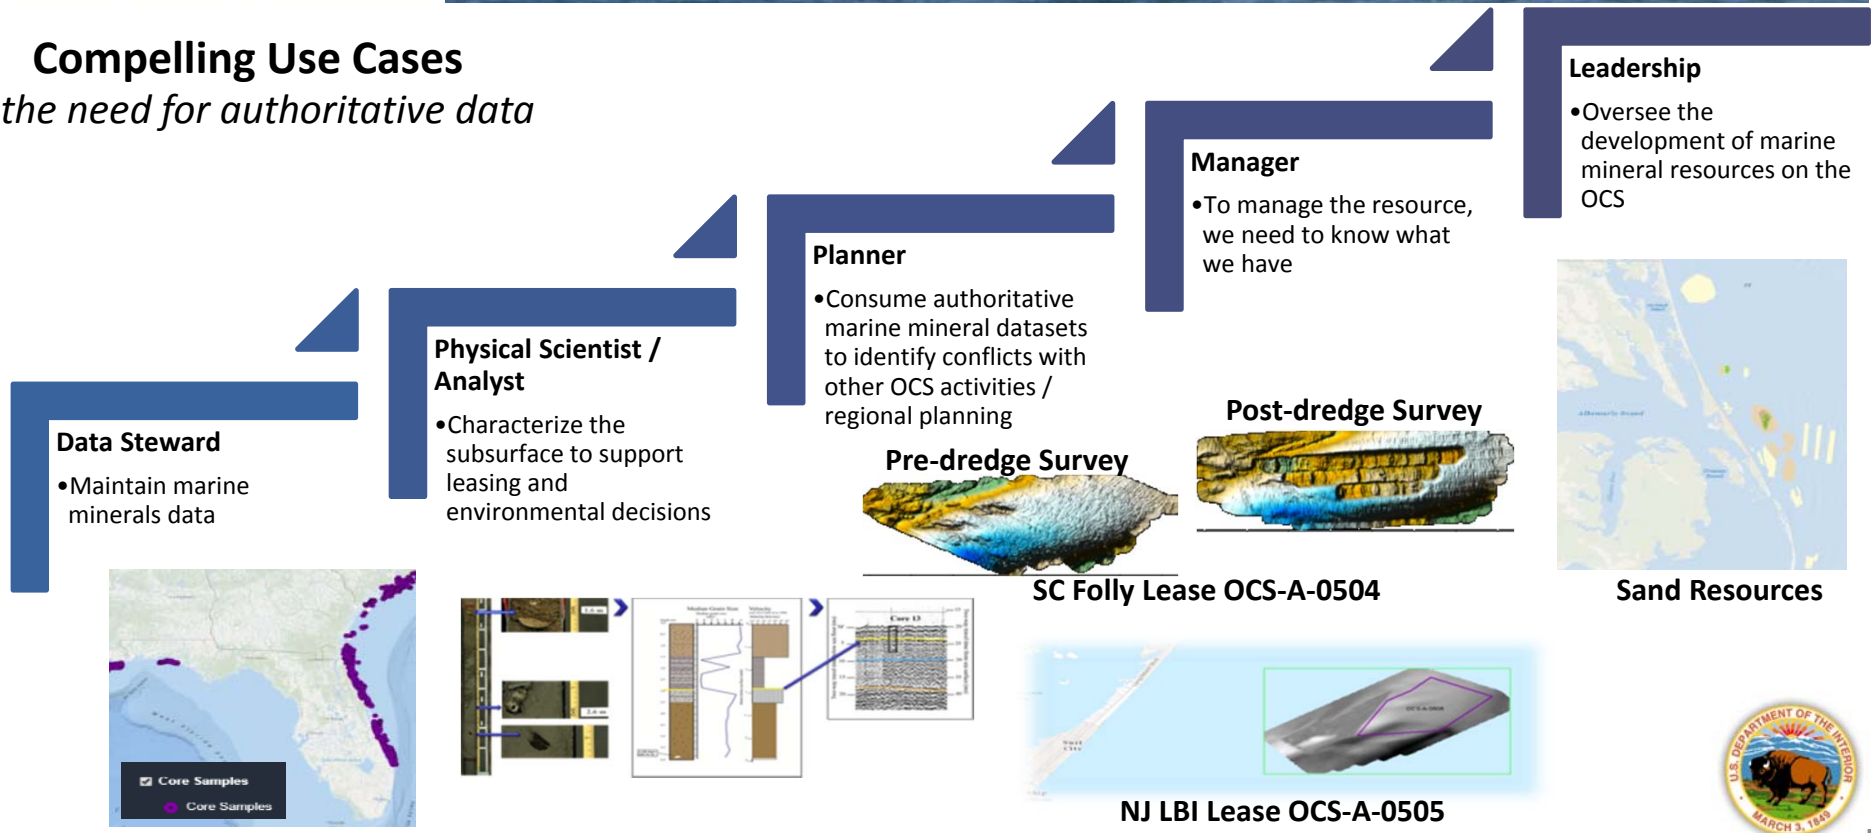 Compelling Use Cases
the need for authoritative data
Data Steward
•Maintain marine
minerals data
Physical Scientist /
Analyst
•Characterize the
subsurface to support
leasing and
environmental decisions
Planner
•Consume authoritative
marine mineral datasets
to identify conflicts with
other OCS activities /
regional planning
Manager
•To manage the resource,
we need to know what
we have
Leadership
•Oversee the
development of marine
mineral resources on the
OCS
Pre-dredge Survey
Post-dredge Survey
SC Folly Lease OCS-A-0504
Sand Resources
Core Samples
Core Samples
Median Grain Size
Velocity
Core 13
NJ LBI Lease OCS-A-0505
U.S. DEPARTMENT OF THE INTERIOR
MARCH 3, 1849